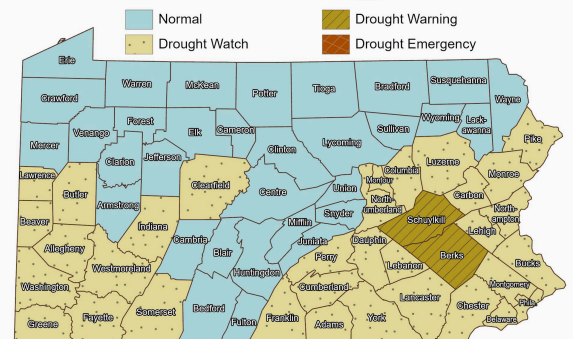 Normal
Drought Warning
Drought Watch
Drought Emergency
Erie
Warren
McKean
Potter
Tioga
Bradford
Susquehanna
Crawford
Wayne
Forest
Elk
Cameron
Wyoming
Lack-
awanna
Mercer
Venango
Sullivan
Clinton
Lycoming
Pike
Clarion
Jefferson
Luzerne
Lawrence
Columbia
Monroe
Butler
Clearfield
Centre
Union
Montour
Carbon
Armstrong
North-
umberland
North-
ampton
Beaver
Indiana
Snyder
Schuylkill
Mifflin
Lehigh
Cambria
Juniata
Dauphin
Allegheny
Blair
Perry
Berks
Westmoreland
Huntingdon
Lebanon
Bucks
Washington
Cumberland
Montgomery
Lancaster
Somerset
Bedford
Chester
Phila.
Greene
Fayette
Fulton
Franklin
Adams
York
Delaware